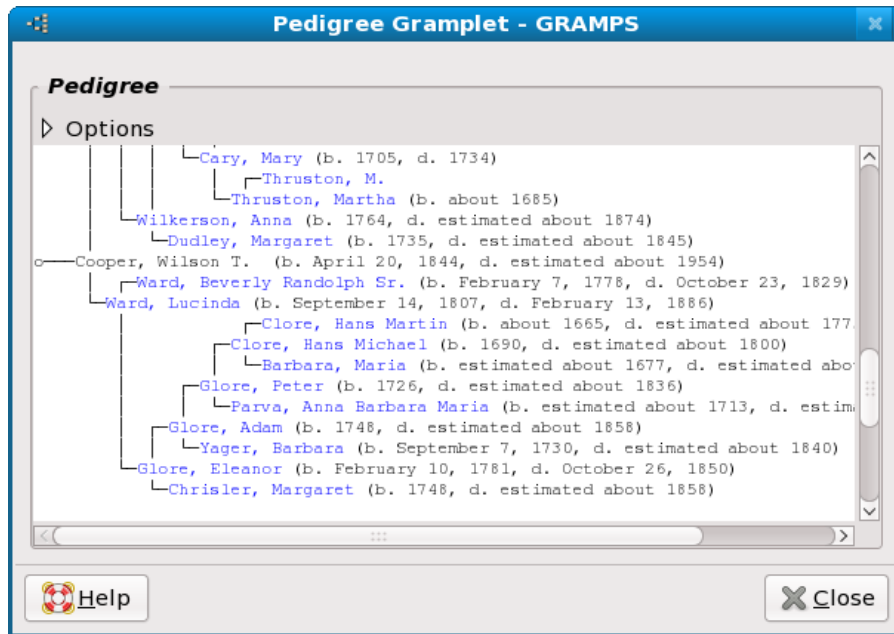 Pedigree Gramplet - GRAMPS
Pedigree
Options
Cary, Mary (b. 1705, d. 1734)
Thruston, M.
Thruston, Martha (b. about 1685)
Wilkerson, Anna (b. 1764, d. estimated about 1874)
Dudley, Margaret (b. 1735, d. estimated about 1845)
Cooper, Wilson T. (b. April 20, 1844, d. estimated about 1954)
Ward, Beverly Randolph Sr. (b. February 7, 1778, d. October 23, 1829)
Ward, Lucinda (b. September 14, 1807, d. February 13, 1886)
Clore, Hans Martin (b. about 1665, d. estimated about 177
Clore, Hans Michael (b. 1690, d. estimated about 1800)
Barbara, Maria (b. about 1677, d. estimated abo
Glore, Peter (b. 1726, d. estimated about 1836)
Parva, Anna Barbara Maria (b. estimated about 1713, d. estim
Glore, Adam (b. 1748, d. estimated about 1858)
Yager, Barbara (b. September 7, 1730, d. estimated about 1840)
Glore, Eleanor (b. February 10, 1781, d. October 26, 1850)
Chrisler, Margaret (b. 1748, d. estimated about 1858)
Help
Close